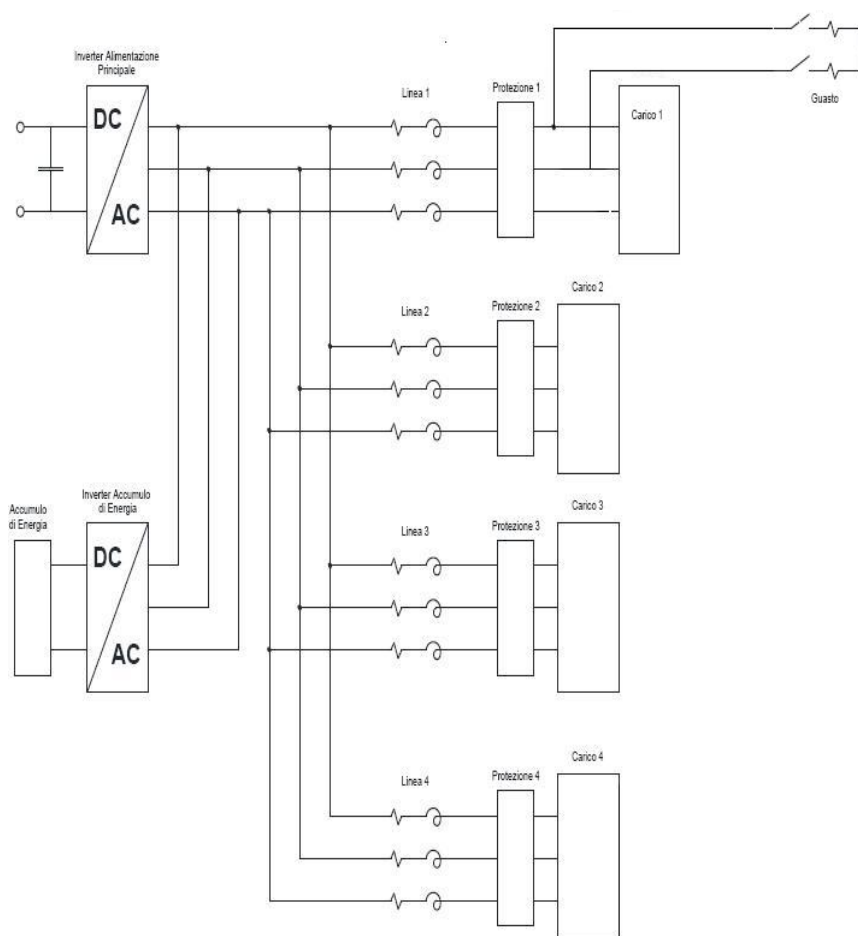 Inverter Alimentazione
Principale
DC
AC
Linea 1
Protezione 1
Carico 1
Guasto
Linea 2
Protezione 2
Carico 2
Accumulo
di Energia
Inverter Accumulo
di Energia
DC
AC
Linea 3
Protezione 3
Carico 3
Linea 4
Protezione 4
Carico 4